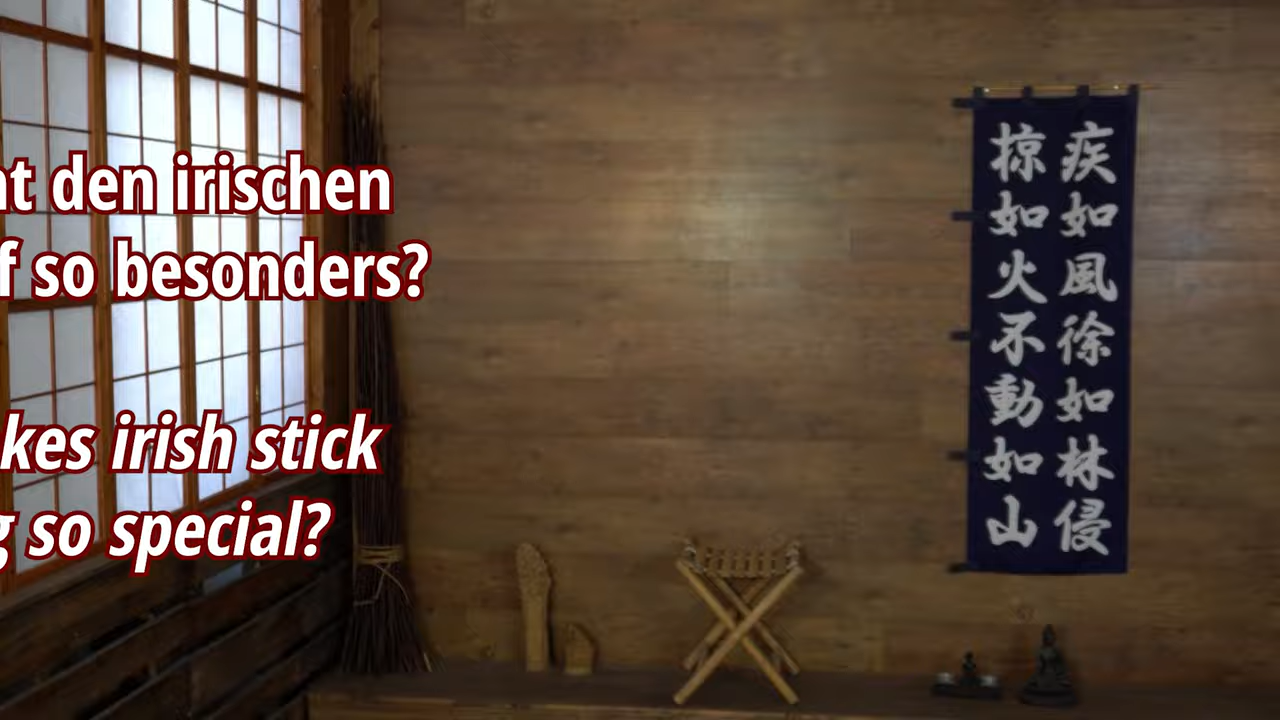 den irischen
so besonders?
irish stick
so special?
疾如風徐如林侵
掠如火不動如山